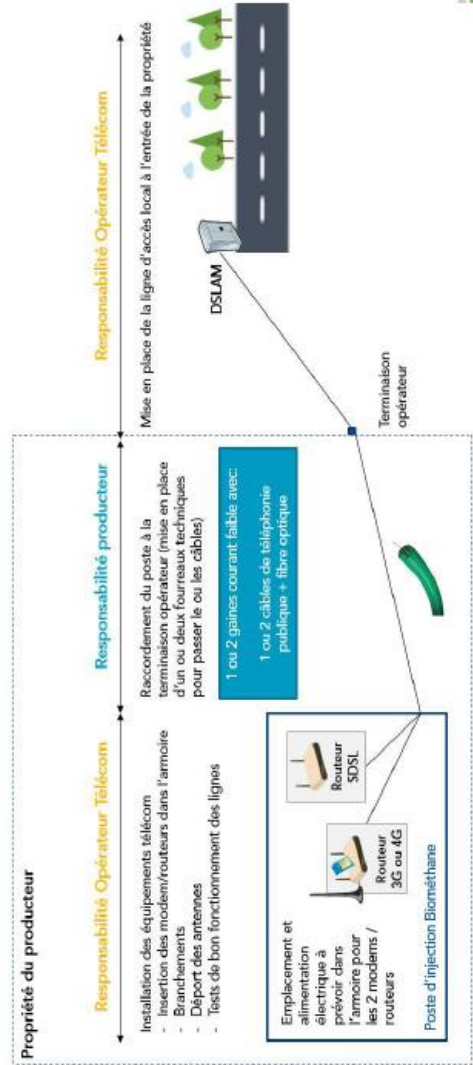 Propriété du producteur
Responsabilité Opérateur Télécom
Installation des équipements télécom
- Insertion des modem/routeurs dans l'armoire
- Branchements
- Déport des antennes
- Tests de bon fonctionnement des lignes
Emplacement et
alimentation
électrique à
prévoir dans
l'armoire pour
les 2 modems /
routeurs
Routeur
3G ou 4G
Routeur
SDSL
Poste d'injection Biométhane
Responsabilité producteur
Raccordement du poste à la
terminaison opérateur (mise en place
d'un ou deux fourreaux techniques
pour passer le ou les câbles)
1 ou 2 gaines courant faible avec:
1 ou 2 câbles de téléphonie
publique + fibre optique
Responsabilité Opérateur Télécom
Mise en place de la ligne d'accès local à l'entrée de la propriété
DSLAM
Terminaison
opérateur